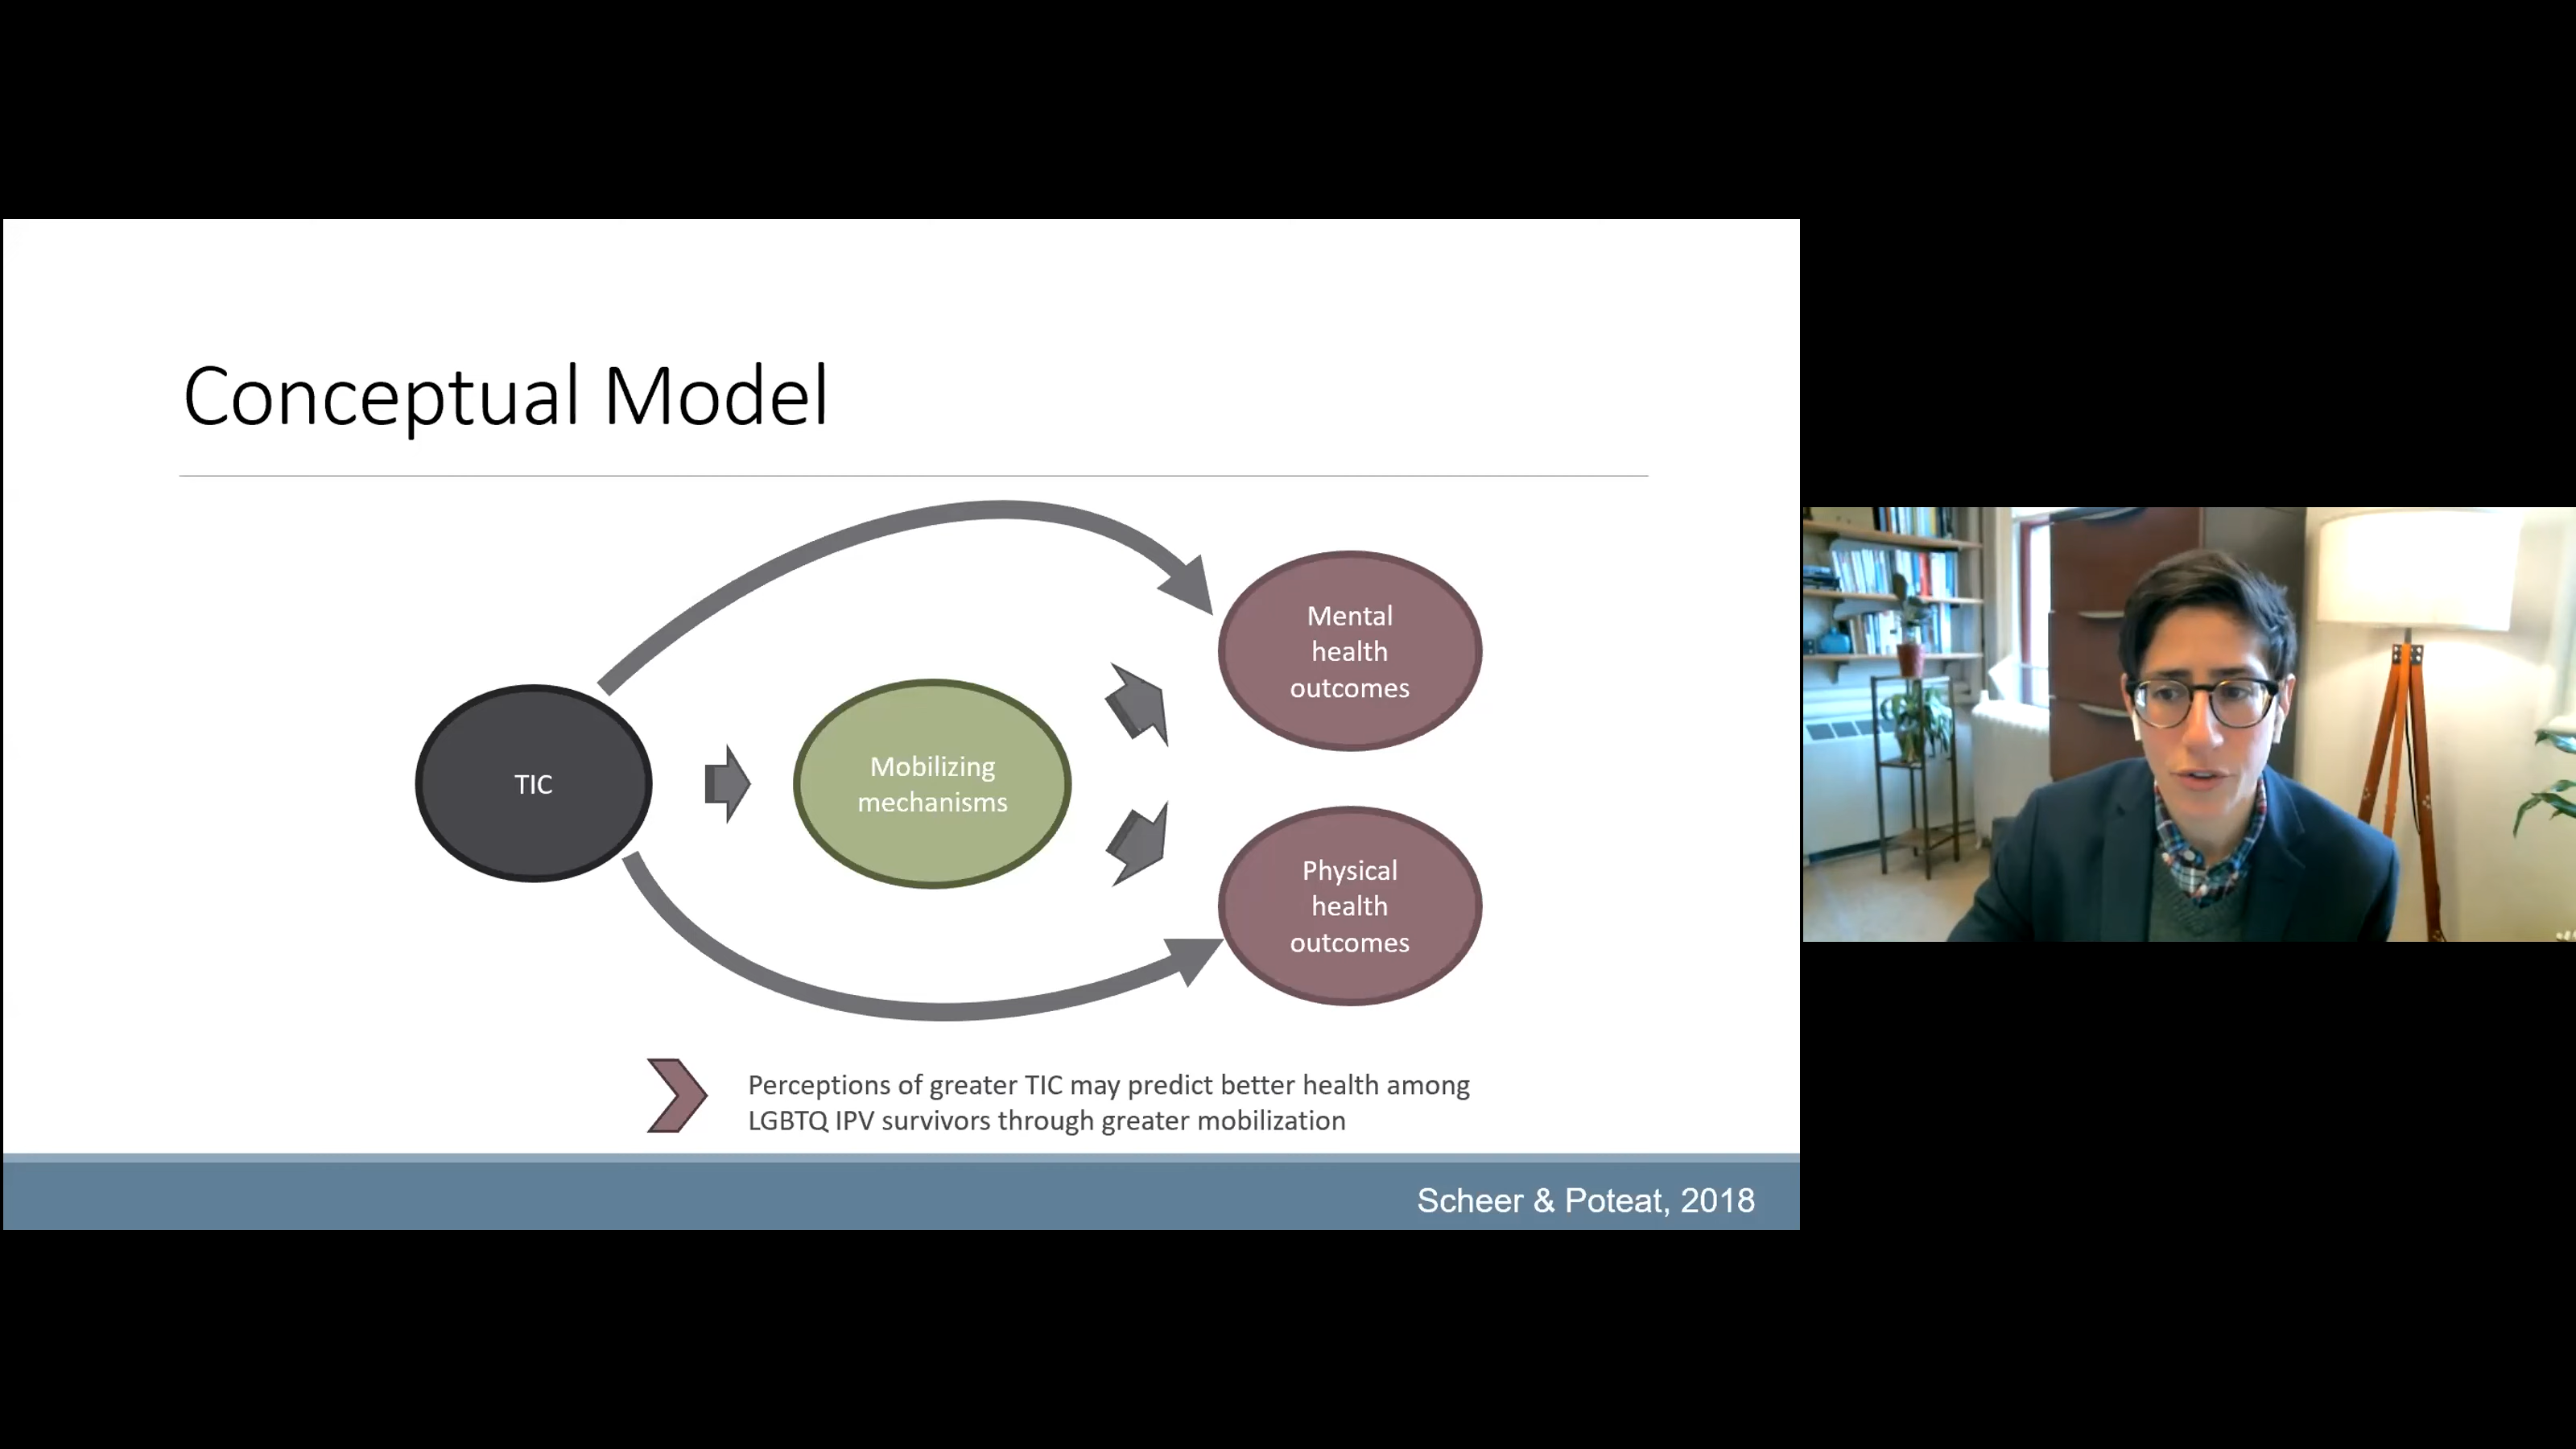 Conceptual Model
TIC
Mobilizing
mechanisms
Mental
health
outcomes
Physical
health
outcomes
Perceptions of greater TIC may predict better health among
LGBTQ IPV survivors through greater mobilization
Scheer & Poteat, 2018